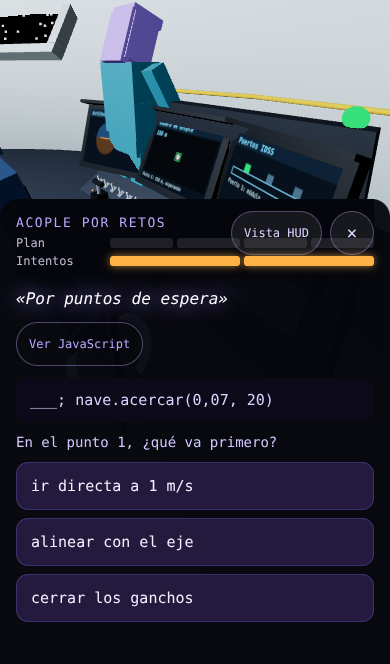 Puertos IDSS
ACOPLE POR RETOS
Vista HUD
×
Plan
Intentos
«Por puntos de espera»
Ver JavaScript
___; nave.acercar(0,07, 20)
En el punto 1, ¿qué va primero?
ir directa a 1 m/s
alinear con el eje
cerrar los ganchos